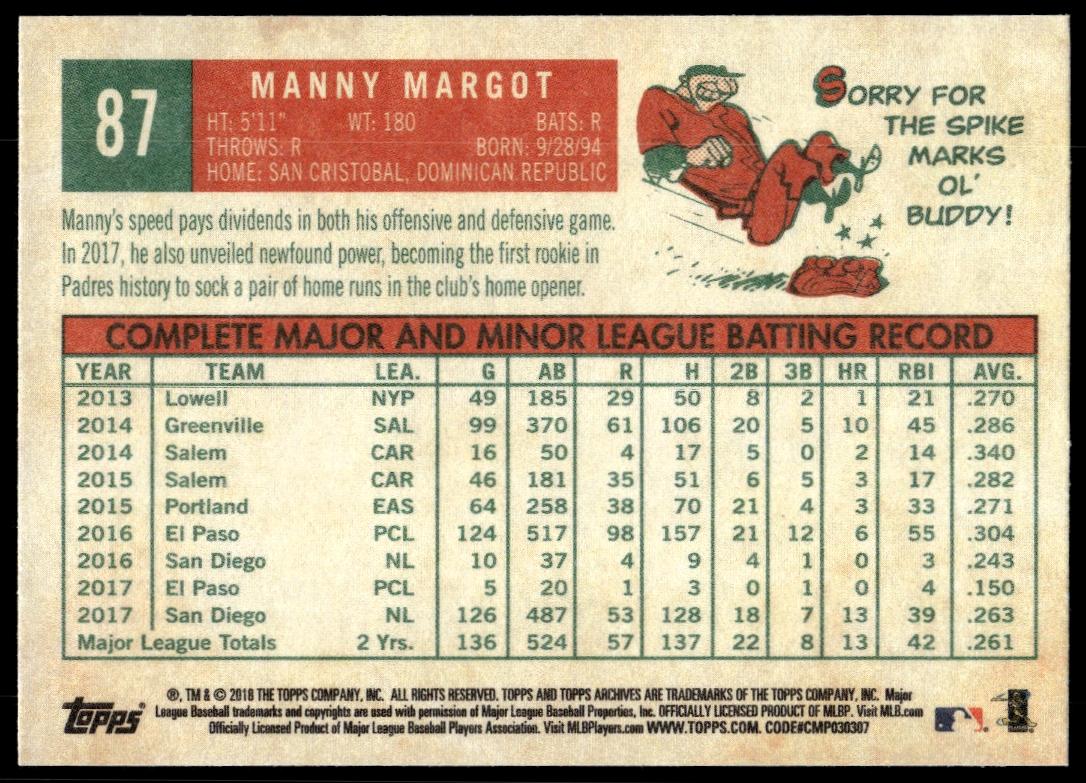 87
MANNY MARGOT
HT: 5'11" WT: 180 BATS: R
THROWS: R BORN: 9/28/94
HOME: SAN CRISTOBAL, DOMINICAN REPUBLIC
SORRY FOR
THE SPIKE
MARKS
OL'
BUDDY!
Manny's speed pays dividends in both his offensive and defensive game.
In 2017, he also unveiled newfound power, becoming the first rookie in
Padres history to sock a pair of home runs in the club's home opener.
COMPLETE MAJOR AND MINOR LEAGUE BATTING RECORD
YEAR TEAM LEA. G AB R H 2B 3B HR RBI AVG.
2013 Lowell NYP 49 185 29 50 8 2 1 21 .270
2014 Greenville SAL 99 370 61 106 20 5 10 45 .286
2014 Salem CAR 16 50 4 17 5 0 2 14 .340
2015 Salem CAR 46 181 35 51 6 5 3 17 .282
2015 Portland EAS 64 258 38 70 21 4 3 33 .271
2016 El Paso PCL 124 517 98 157 21 12 6 55 .304
2016 San Diego NL 10 37 4 9 4 1 0 3 .243
2017 El Paso PCL 5 20 1 3 0 1 0 4 .150
2017 San Diego NL 126 487 53 128 18 7 13 39 .263
Major League Totals 2 Yrs. 136 524 57 137 22 8 13 42 .261
topps
®, TM & © 2018 THE TOPPS COMPANY, INC. ALL RIGHTS RESERVED. TOPPS AND TOPPS ARCHIVES ARE TRADEMARKS OF THE TOPPS COMPANY, INC. Major
League Baseball trademarks and copyrights are used with permission of Major League Baseball Properties, Inc. OFFICIALLY LICENSED PRODUCT OF MLBP. Visit MLB.com
Officially Licensed Product of Major League Baseball Players Association. Visit MLBPlayers.com WWW.TOPPS.COM. CODE#CMP030307